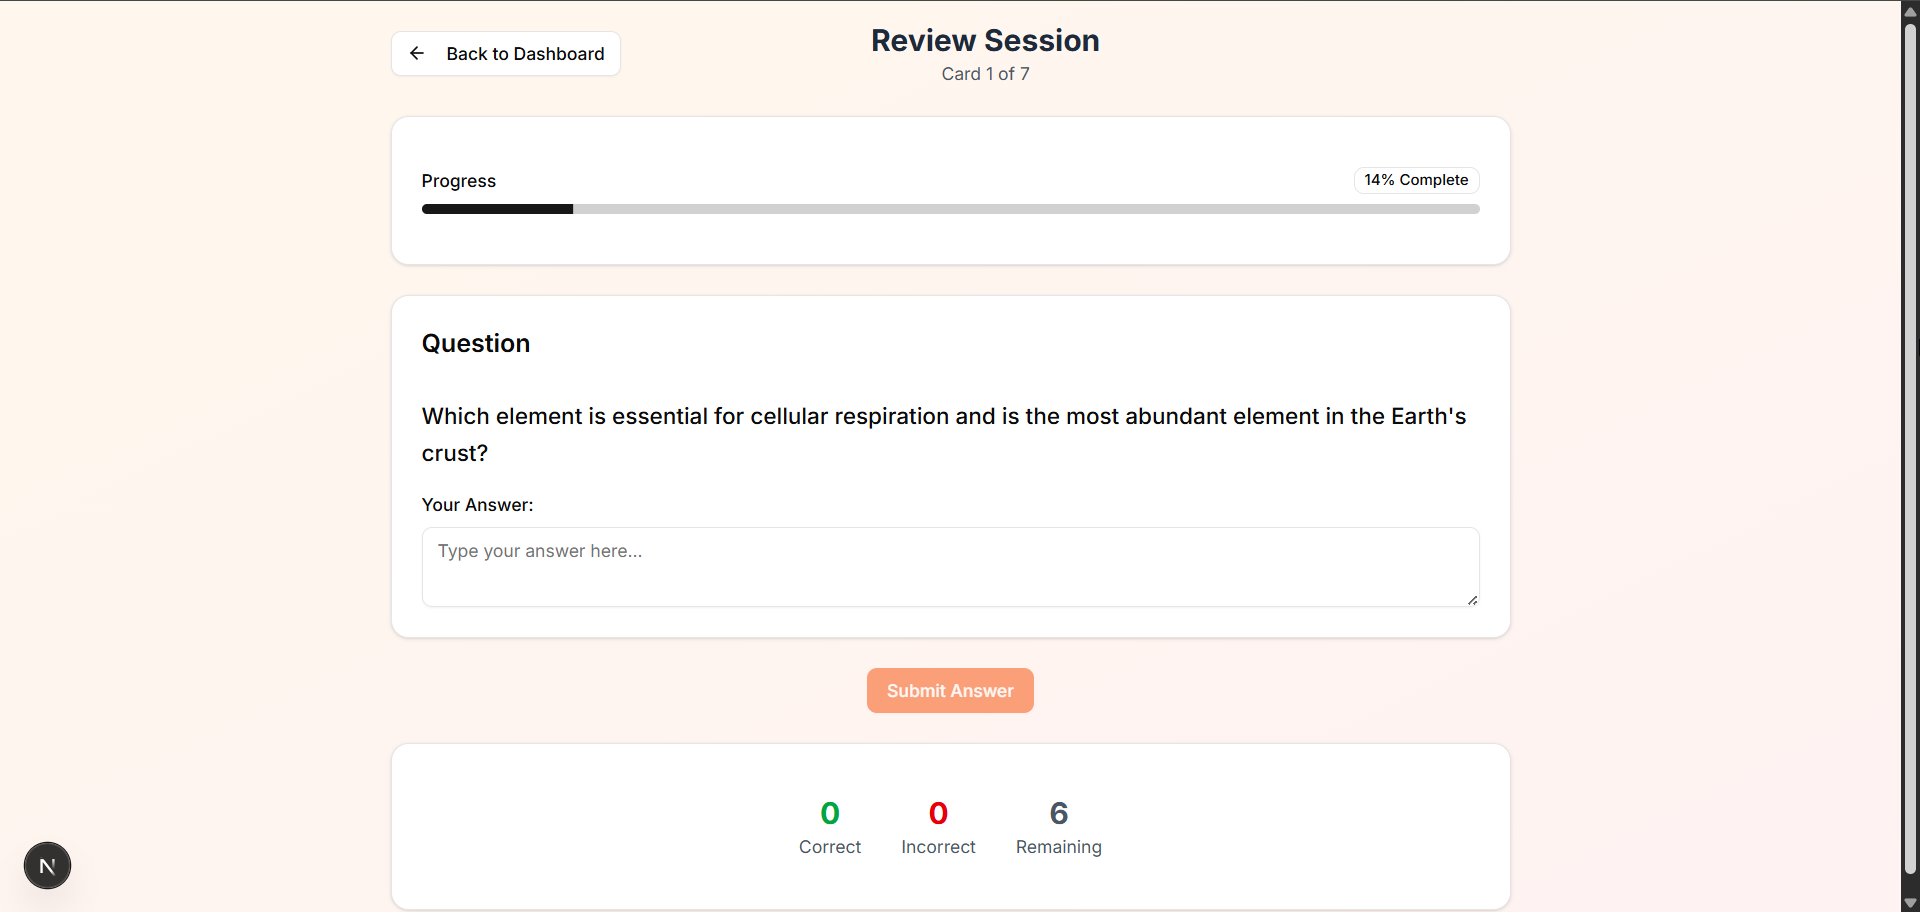 Back to Dashboard
Review Session
Card 1 of 7
Progress
14% Complete
Question
Which element is essential for cellular respiration and is the most abundant element in the Earth's
crust?
Your Answer:
Type your answer here...
Submit Answer
0
Correct
0
Incorrect
6
Remaining
N